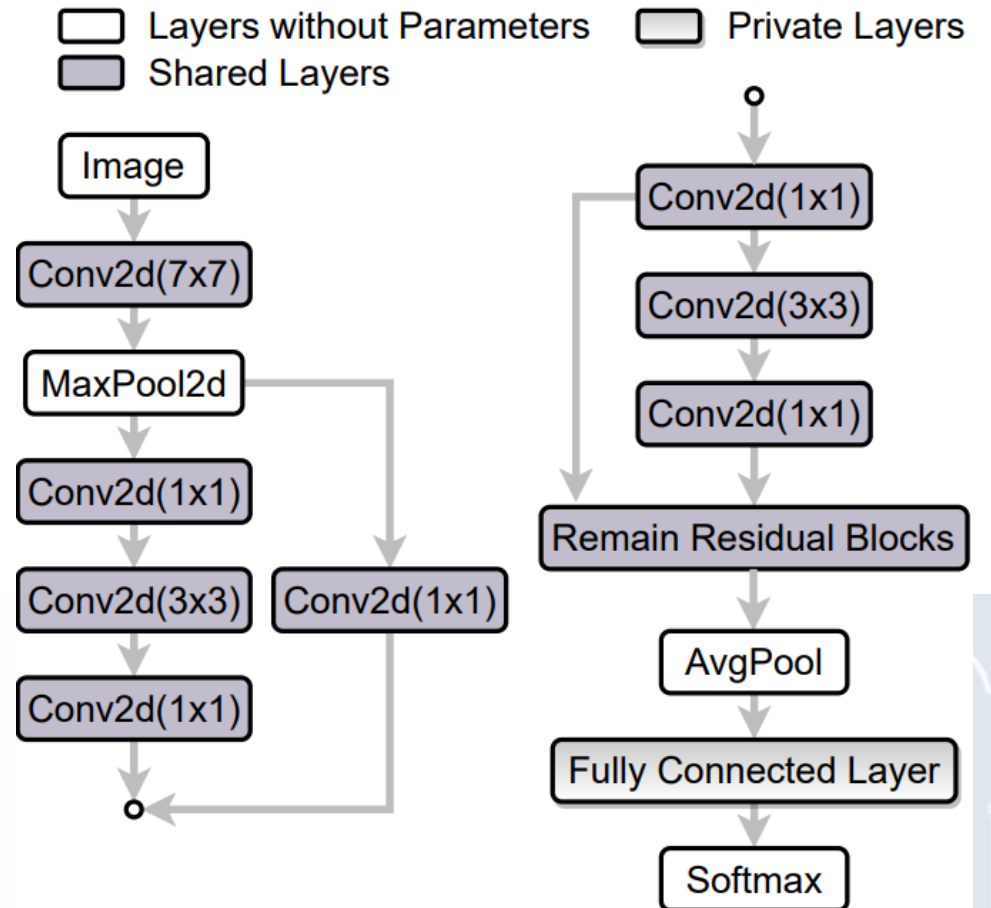 Layers without Parameters
Private Layers
Shared Layers
Image
Conv2d(7x7)
MaxPool2d
Conv2d(1x1)
Conv2d(3x3)
Conv2d(1x1)
Conv2d(1x1)
Conv2d(1x1)
Conv2d(3x3)
Conv2d(1x1)
Remain Residual Blocks
AvgPool
Fully Connected Layer
Softmax